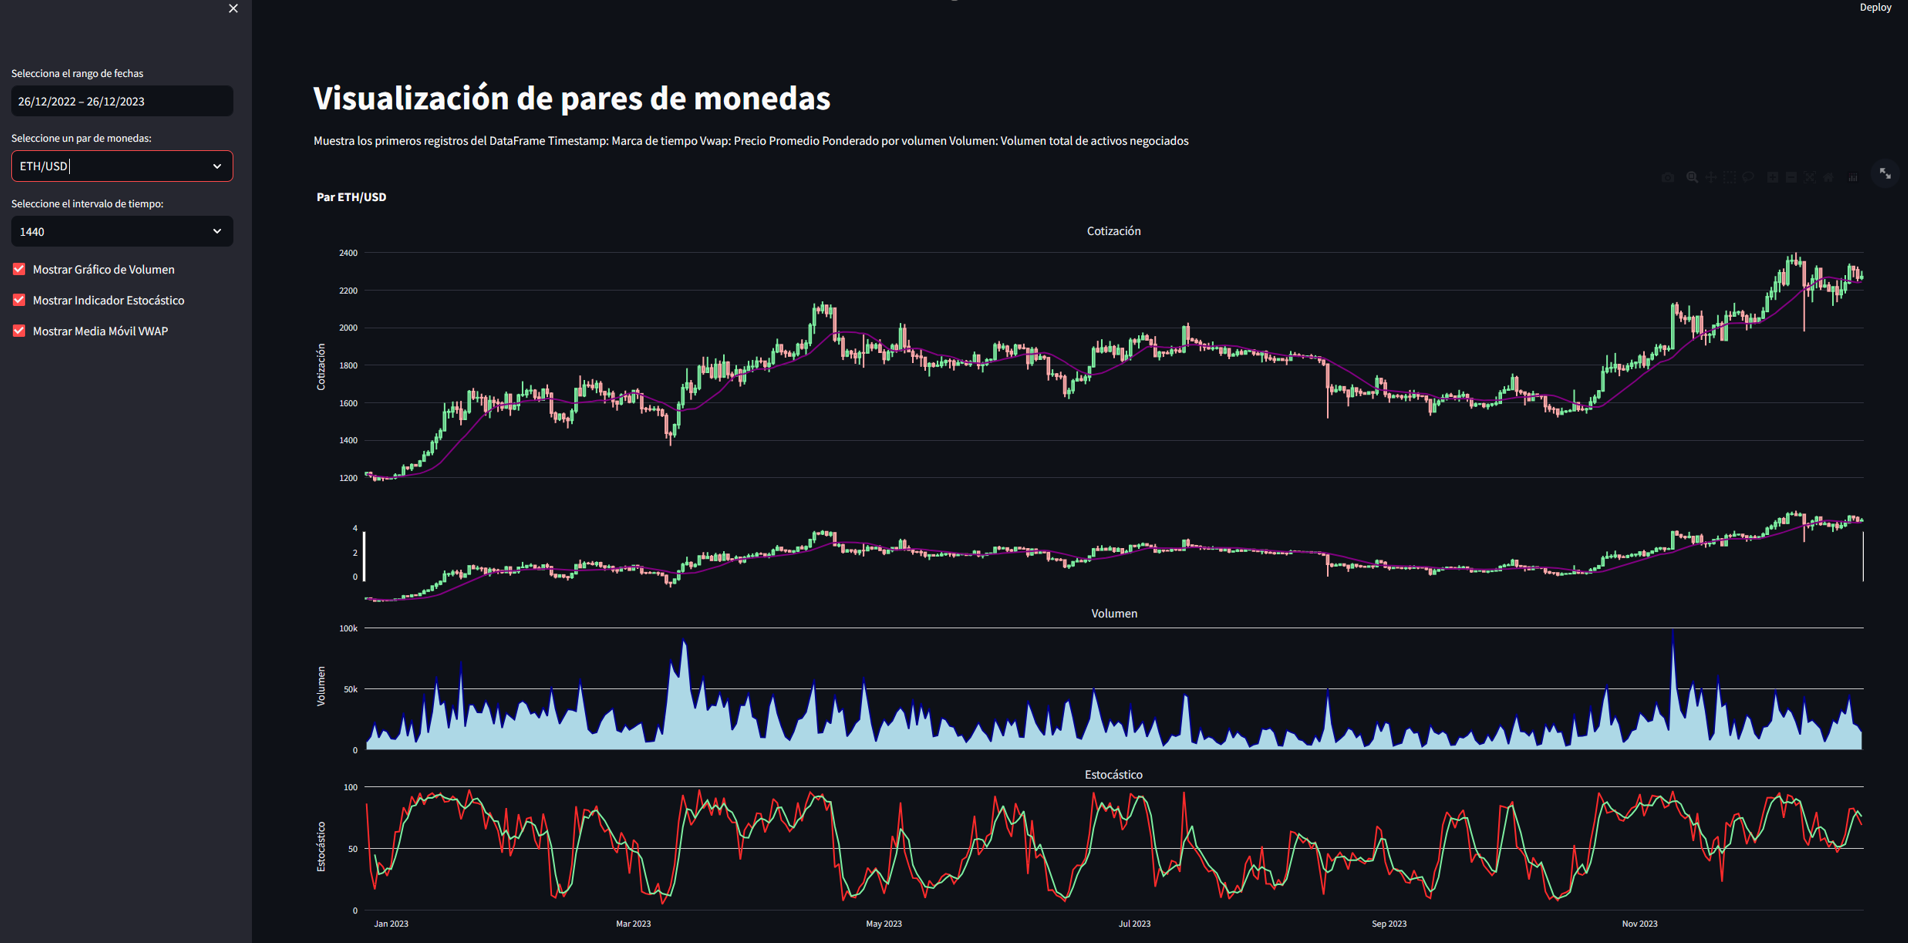 Deploy
Selecciona el rango de fechas
26/12/2022 – 26/12/2023
Seleccione un par de monedas:
ETH/USD
Seleccione el intervalo de tiempo:
1440
Mostrar Gráfico de Volumen
Mostrar Indicador Estocástico
Mostrar Media Móvil VWAP
Visualización de pares de monedas
Muestra los primeros registros del DataFrame Timestamp: Marca de tiempo Vwap: Precio Promedio Ponderado por volumen Volumen: Volumen total de activos negociados
Par ETH/USD
Cotización
Cotización
2400
2200
2000
1800
1600
1400
1200
4
2
0
Volumen
Volumen
100k
50k
0
Estocástico
Estocástico
100
50
0
Jan 2023
Mar 2023
May 2023
Jul 2023
Sep 2023
Nov 2023